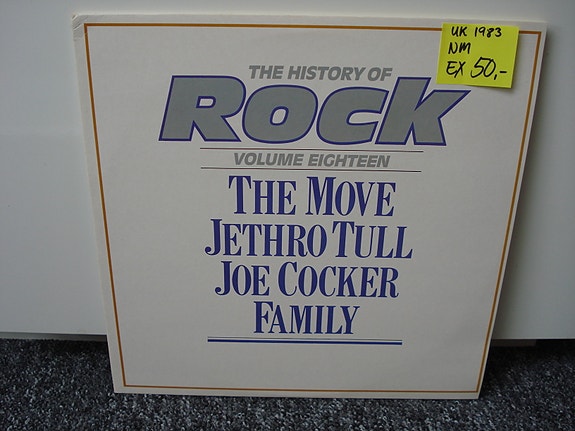 UK 1983
NM
EX 50,-
THE HISTORY OF
ROCK
VOLUME EIGHTEEN
THE MOVE
JETHRO TULL
JOE COCKER
FAMILY